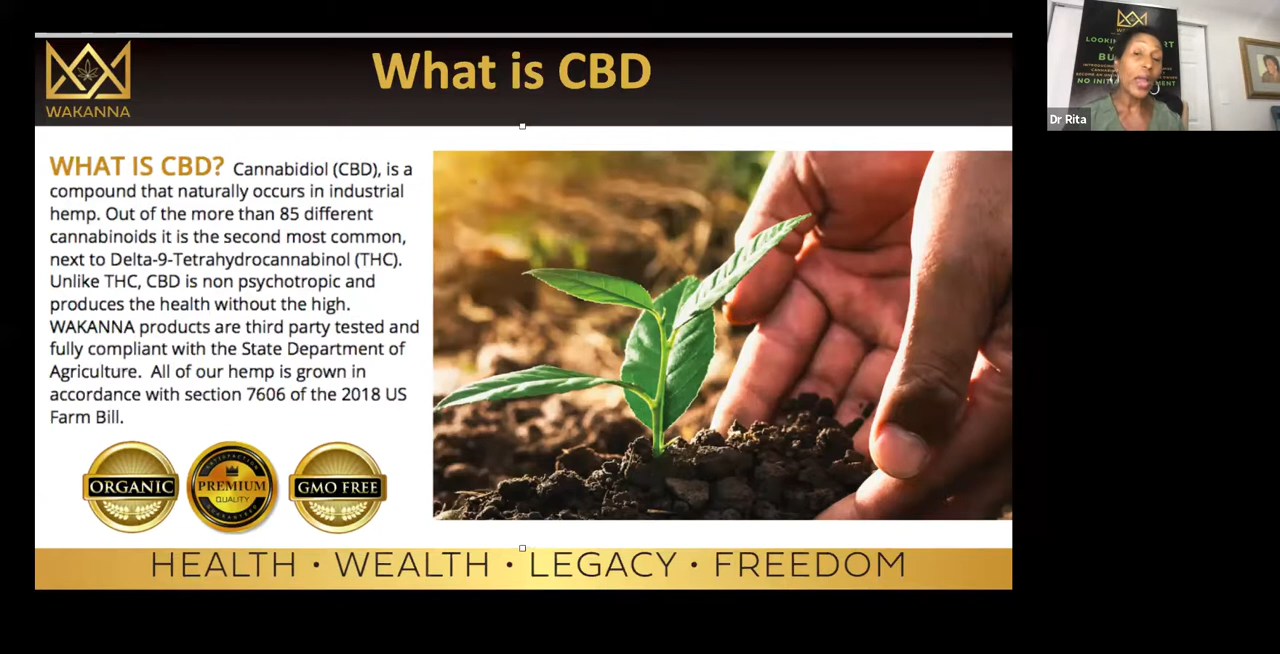 WAKANNA
What is CBD
WHAT IS CBD? Cannabidiol (CBD), is a
compound that naturally occurs in industrial
hemp. Out of the more than 85 different
cannabinoids it is the second most common,
next to Delta-9-Tetrahydrocannabinol (THC).
Unlike THC, CBD is non psychotropic and
produces the health without the high.
WAKANNA products are third party tested and
fully compliant with the State Department of
Agriculture. All of our hemp is grown in
accordance with section 7606 of the 2018 US
Farm Bill.
ORGANIC
SATISFACTION
PREMIUM
QUALITY
GUARANTEED
GMO FREE
HEALTH • WEALTH • LEGACY • FREEDOM
NO INIT
Dr Rita